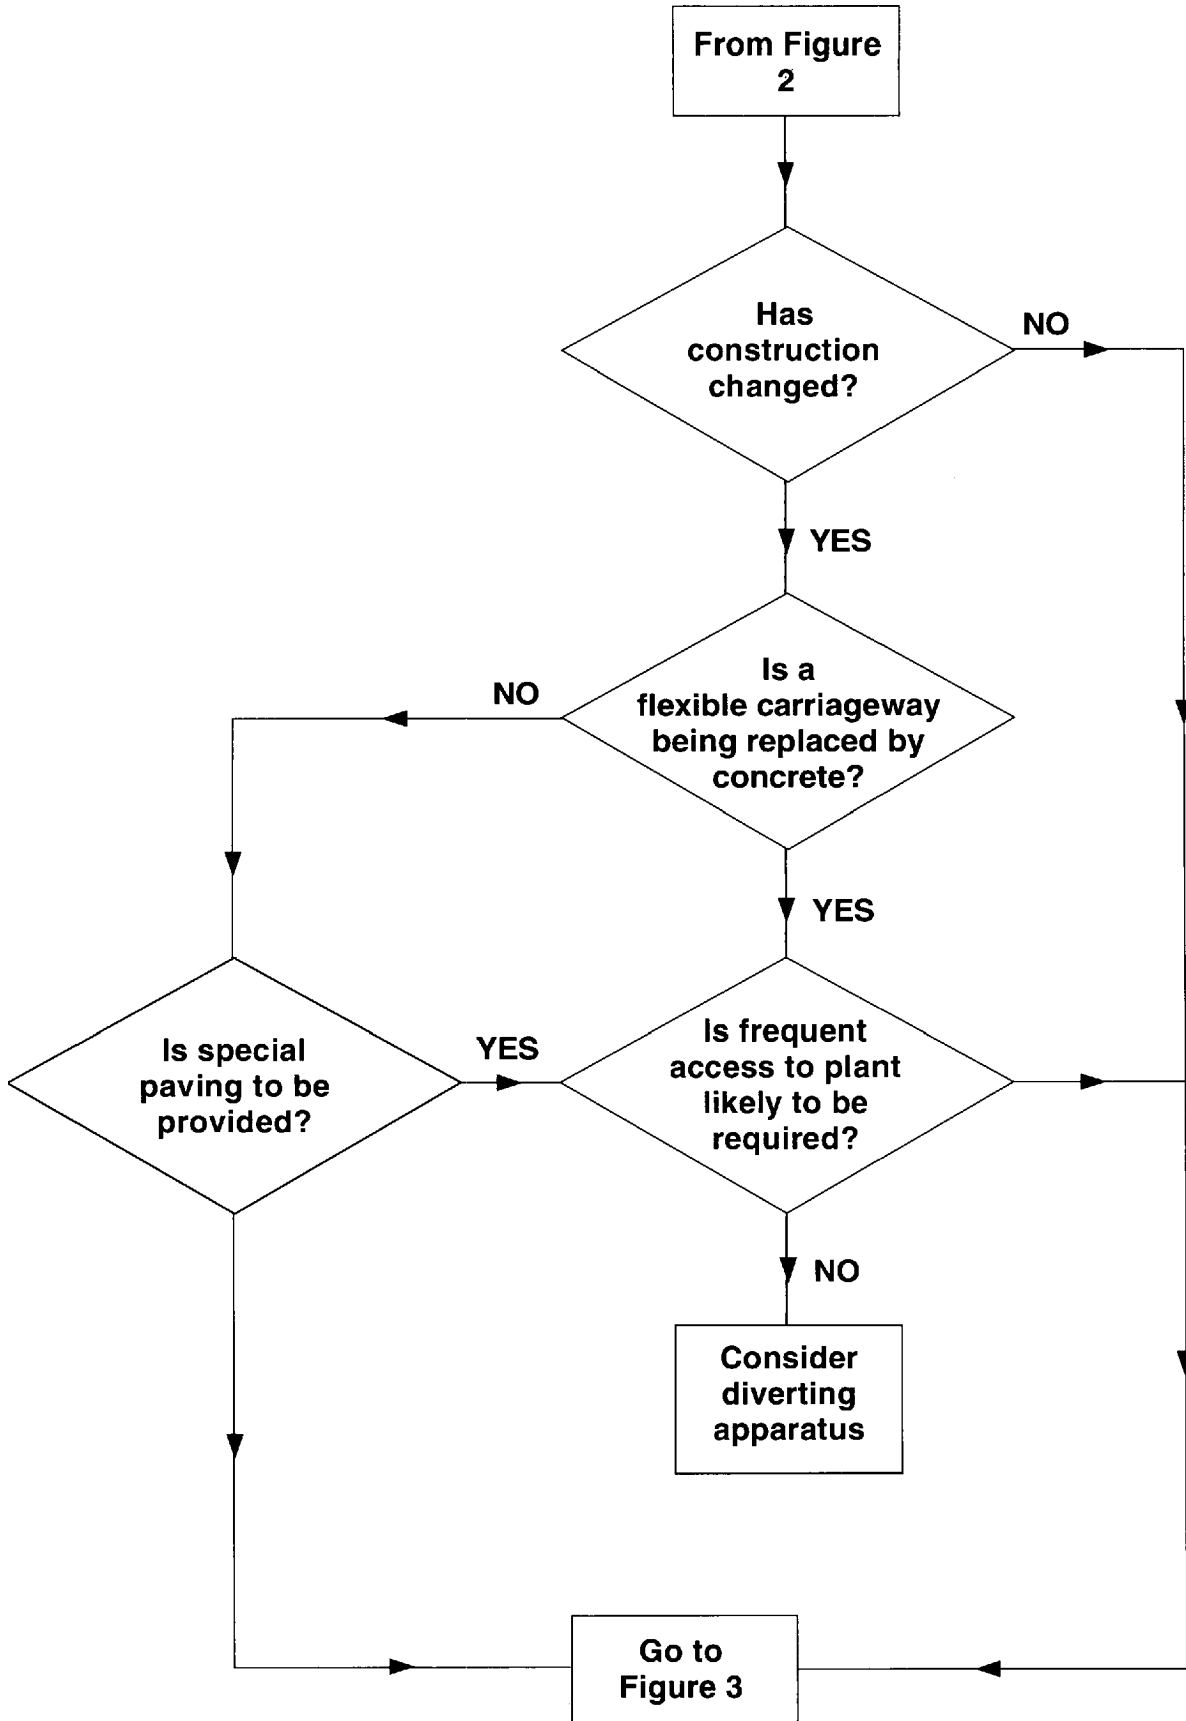 From Figure
2
Has
construction
changed?
NO
YES
Is a
flexible carriageway
being replaced by
concrete?
NO
YES
Is special
paving to be
provided?
YES
Is frequent
access to plant
likely to be
required?
NO
Consider
diverting
apparatus
Go to
Figure 3